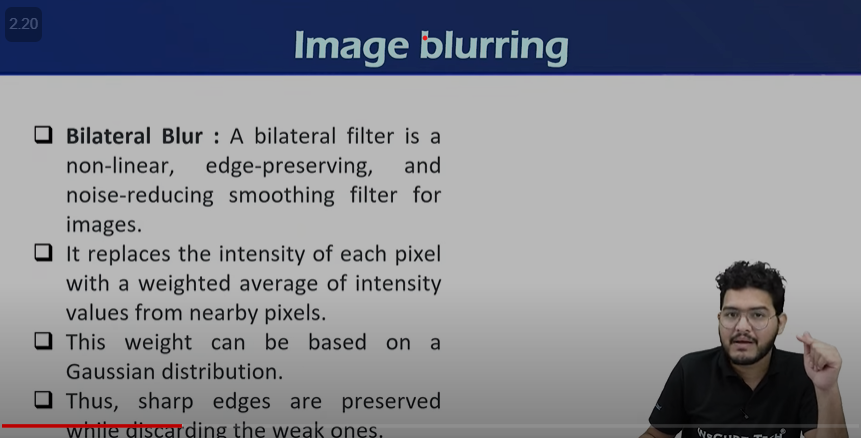 2.20
Image blurring
❑ Bilateral Blur : A bilateral filter is a
non-linear, edge-preserving, and
noise-reducing smoothing filter for
images.
❑ It replaces the intensity of each pixel
with a weighted average of intensity
values from nearby pixels.
❑ This weight can be based on a
Gaussian distribution.
❑ Thus, sharp edges are preserved
while discarding the weak ones.